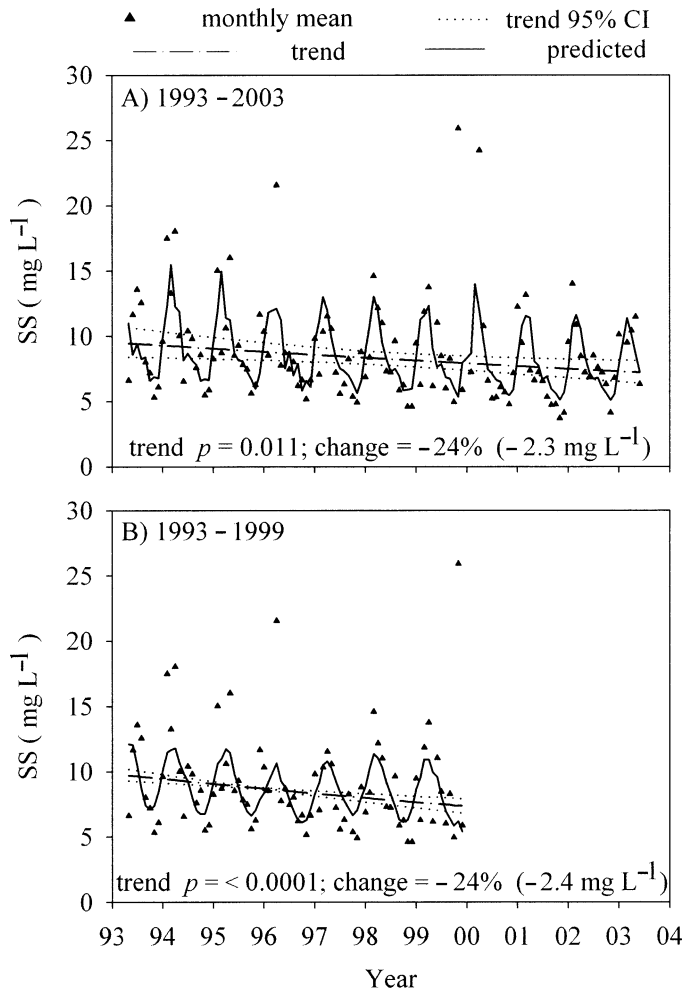 monthly mean trend 95% CI
trend predicted
A) 1993 – 2003
30
25
20
15
10
5
0
SS ( mg L⁻¹ )
trend p = 0.011; change = –24% (–2.3 mg L⁻¹)
B) 1993 – 1999
30
25
20
15
10
5
0
SS ( mg L⁻¹ )
trend p = < 0.0001; change = –24% (–2.4 mg L⁻¹)
93 94 95 96 97 98 99 00 01 02 03 04
Year